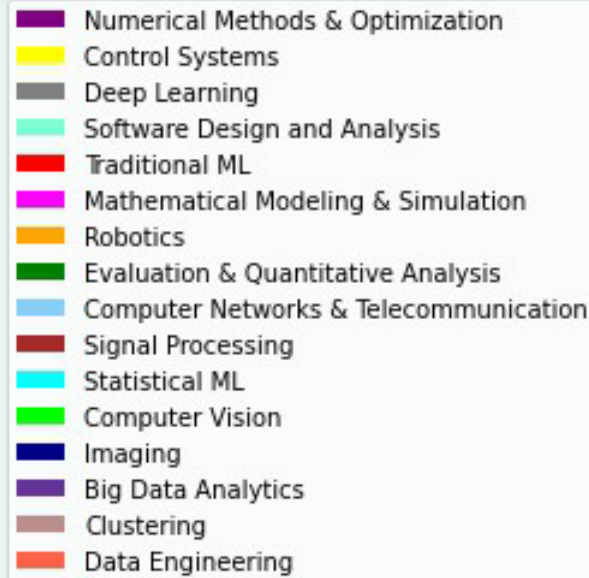 Numerical Methods & Optimization
Control Systems
Deep Learning
Software Design and Analysis
Traditional ML
Mathematical Modeling & Simulation
Robotics
Evaluation & Quantitative Analysis
Computer Networks & Telecommunication
Signal Processing
Statistical ML
Computer Vision
Imaging
Big Data Analytics
Clustering
Data Engineering